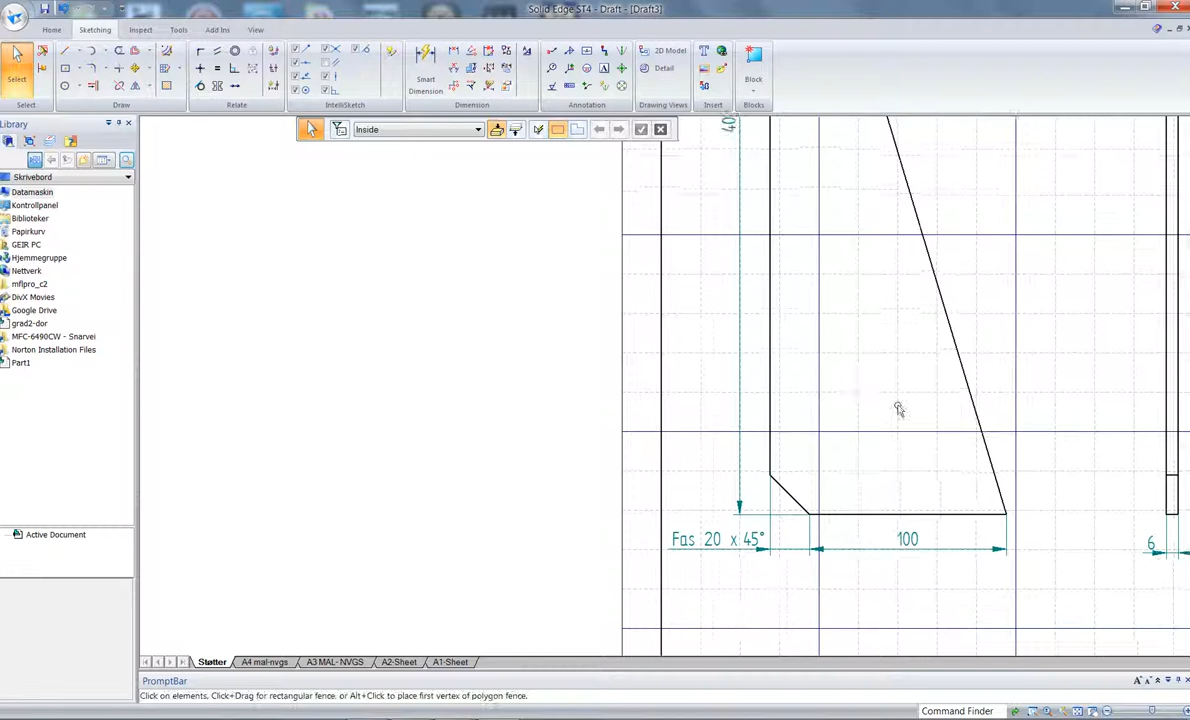 Solid Edge ST4 - Draft - [Draft3]
Home Sketching Inspect Tools Add Ins View
2D Model
Detail
Select
Smart
Dimension
Block
Select Draw Relate IntelliSketch Dimension Annotation Drawing Views Insert Blocks
Library
Inside
Skrivebord
Datamaskin
Kontrollpanel
Biblioteker
Papirkurv
GEIR PC
Hjemmegruppe
Nettverk
mflpro_c2
DivX Movies
Google Drive
grad2-dor
MFC-6490CW - Snarvei
Norton Installation Files
Part1
Active Document
Fas 20 x 45°
100
6
Støtter A4 mal-nvgs A3 MAL- NVGS A2-Sheet A1-Sheet
PromptBar
Click on elements, Click+Drag for rectangular fence. or Alt+Click to place first vertex of polygon fence.
Command Finder